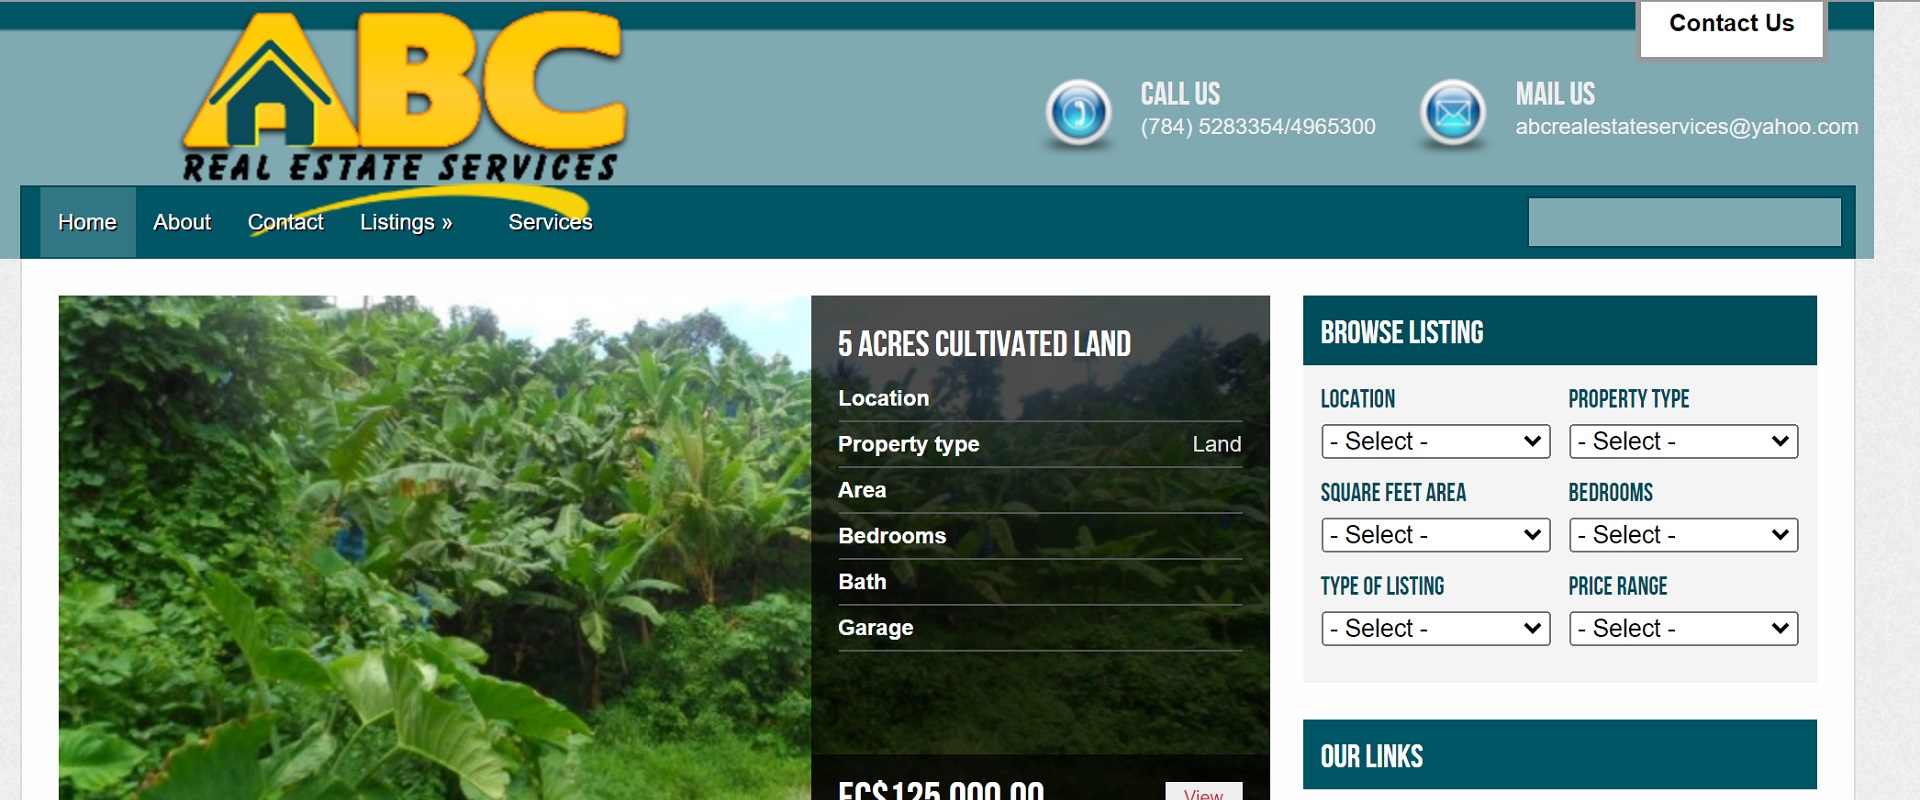 Contact Us
ABC
REAL ESTATE SERVICES
CALL US
(784) 5283354/4965300
MAIL US
abcrealestateservices@yahoo.com
Home About Contact Listings » Services
5 ACRES CULTIVATED LAND
Location
Property type Land
Area
Bedrooms
Bath
Garage
EC$125,000.00
View
BROWSE LISTING
LOCATION PROPERTY TYPE
- Select - - Select -
SQUARE FEET AREA BEDROOMS
- Select - - Select -
TYPE OF LISTING PRICE RANGE
- Select - - Select -
OUR LINKS